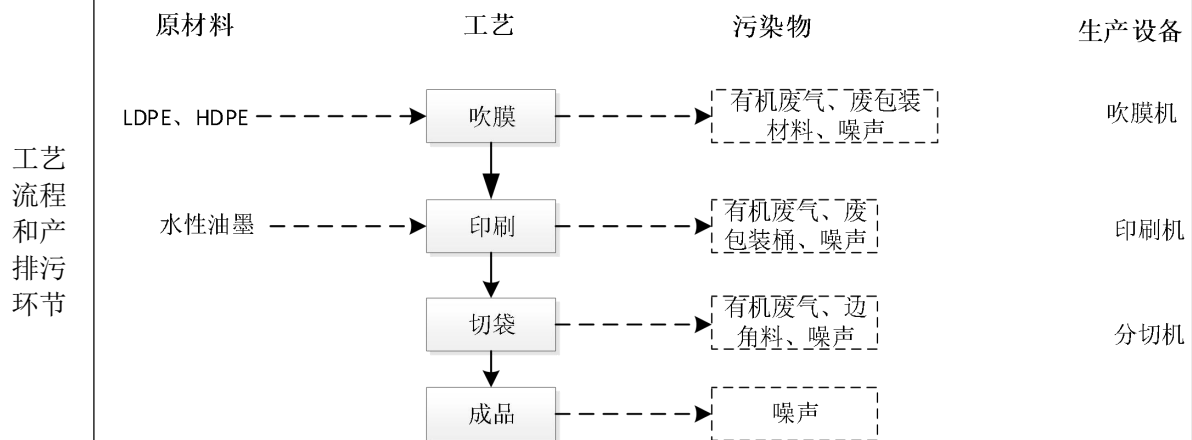 原材料
工艺
污染物
生产设备
工艺
流程
和产
排污
环节
LDPE、HDPE
吹膜
有机废气、废包装
材料、噪声
吹膜机
水性油墨
印刷
有机废气、废
包装桶、噪声
印刷机
切袋
有机废气、边
角料、噪声
分切机
成品
噪声